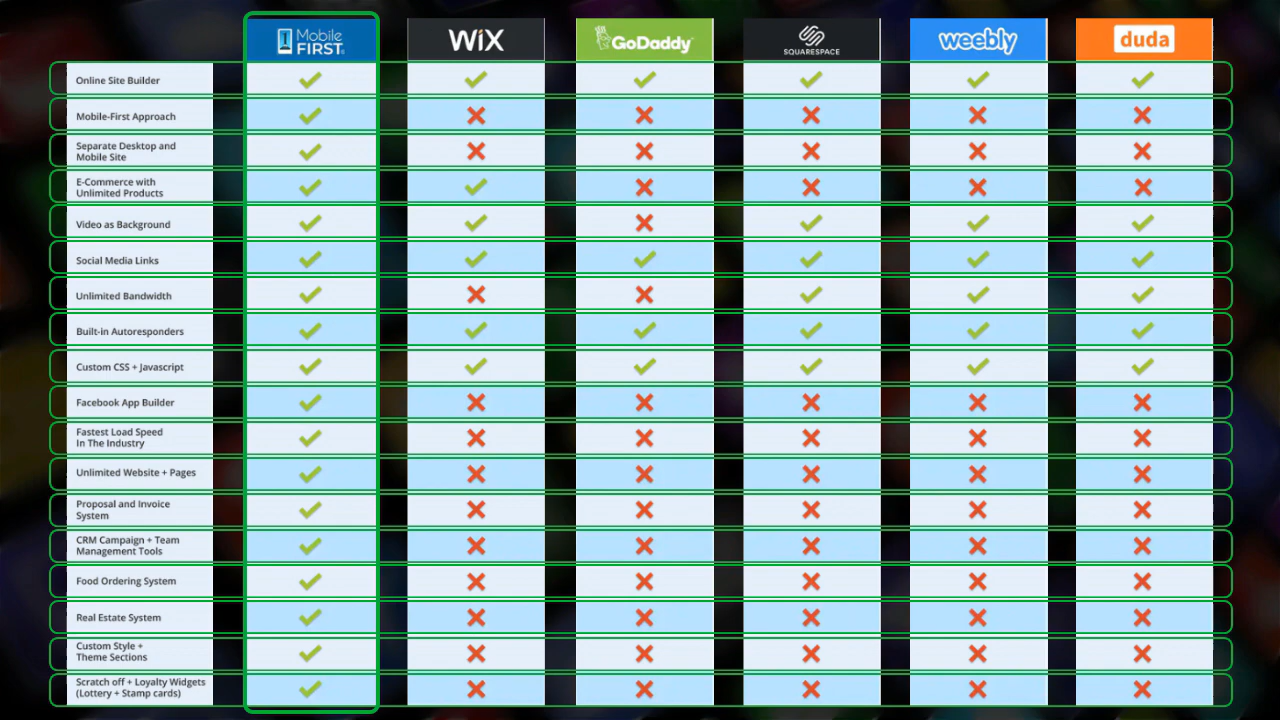 Mobile
FIRST
WiX
GoDaddy
SQUARESPACE
weebly
duda
Online Site Builder
Mobile-First Approach
Separate Desktop and
Mobile Site
E-Commerce with
Unlimited Products
Video as Background
Social Media Links
Unlimited Bandwidth
Built-in Autoresponders
Custom CSS + Javascript
Facebook App Builder
Fastest Load Speed
In The Industry
Unlimited Website + Pages
Proposal and Invoice
System
CRM Campaign + Team
Management Tools
Food Ordering System
Real Estate System
Custom Style +
Theme Sections
Scratch off + Loyalty Widgets
(Lottery + Stamp cards)